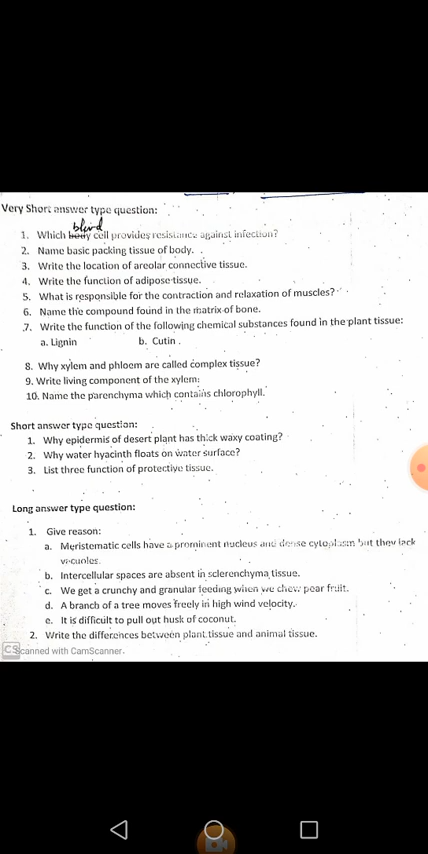 Very Short answer type question:
blood
1. Which body cell provides resistance against infection?
2. Name basic packing tissue of body.
3. Write the location of areolar connective tissue.
4. Write the function of adipose tissue.
5. What is responsible for the contraction and relaxation of muscles?
6. Name the compound found in the matrix of bone.
7. Write the function of the following chemical substances found in the plant tissue:
a. Lignin b. Cutin .
8. Why xylem and phloem are called complex tissue?
9. Write living component of the xylem:
10. Name the parenchyma which contains chlorophyll.
Short answer type question:
1. Why epidermis of desert plant has thick waxy coating?
2. Why water hyacinth floats on water surface?
3. List three function of protective tissue.
Long answer type question:
1. Give reason:
a. Meristematic cells have a prominent nucleus and dense cytoplasm but they lack
vacuoles.
b. Intercellular spaces are absent in sclerenchyma tissue.
c. We get a crunchy and granular feeding when we chew pear fruit.
d. A branch of a tree moves freely in high wind velocity.
e. It is difficult to pull out husk of coconut.
2. Write the differences between plant tissue and animal tissue.
CS Scanned with CamScanner